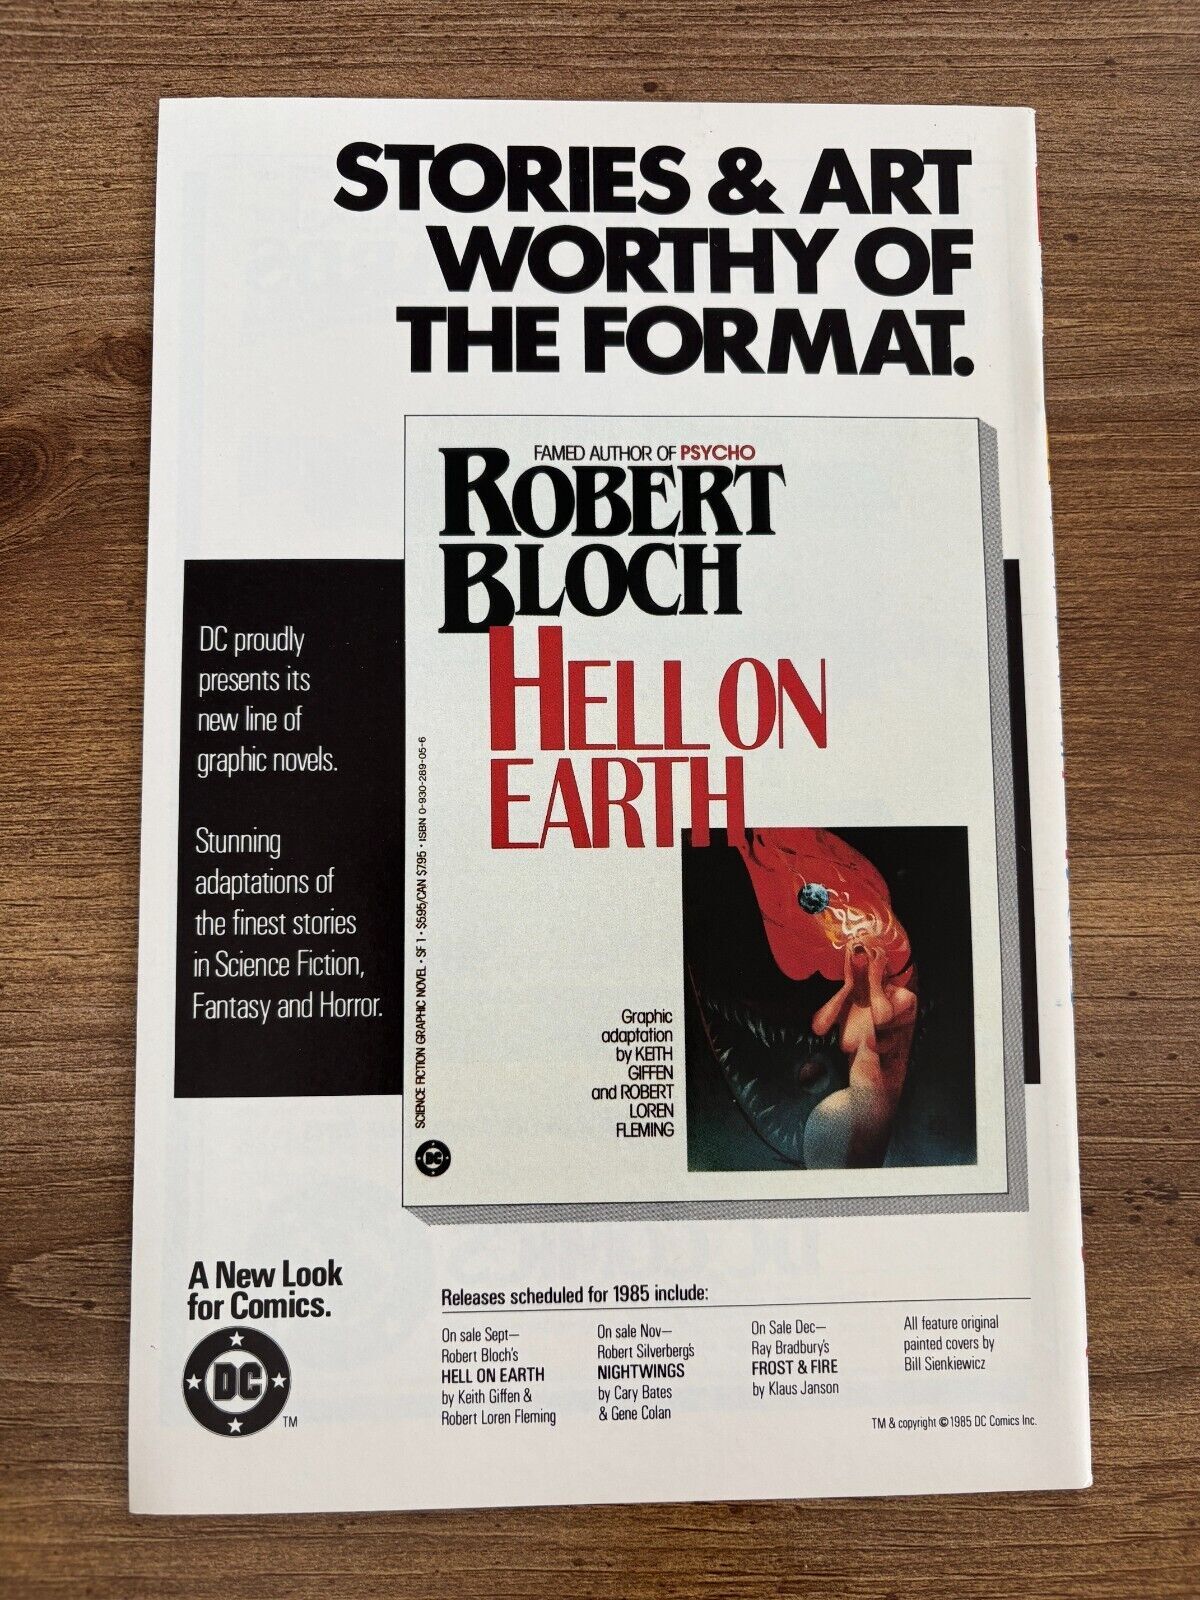 STORIES & ART
WORTHY OF
THE FORMAT.
FAMED AUTHOR OF PSYCHO
ROBERT
BLOCH
HELL ON
EARTH
SCIENCE FICTION GRAPHIC NOVEL • SF 1 • $5.95/CAN $7.95 • ISBN 0-930-289-05-6
Graphic
adaptation
by KEITH
GIFFEN
and ROBERT
LOREN
FLEMING
DC
DC proudly
presents its
new line of
graphic novels.
Stunning
adaptations of
the finest stories
in Science Fiction,
Fantasy and Horror.
A New Look
for Comics.
DC
TM
Releases scheduled for 1985 include:
On sale Sept—
Robert Bloch's
HELL ON EARTH
by Keith Giffen &
Robert Loren Fleming
On sale Nov—
Robert Silverberg's
NIGHTWINGS
by Cary Bates
& Gene Colan
On Sale Dec—
Ray Bradbury's
FROST & FIRE
by Klaus Janson
All feature original
painted covers by
Bill Sienkiewicz
TM & copyright © 1985 DC Comics Inc.